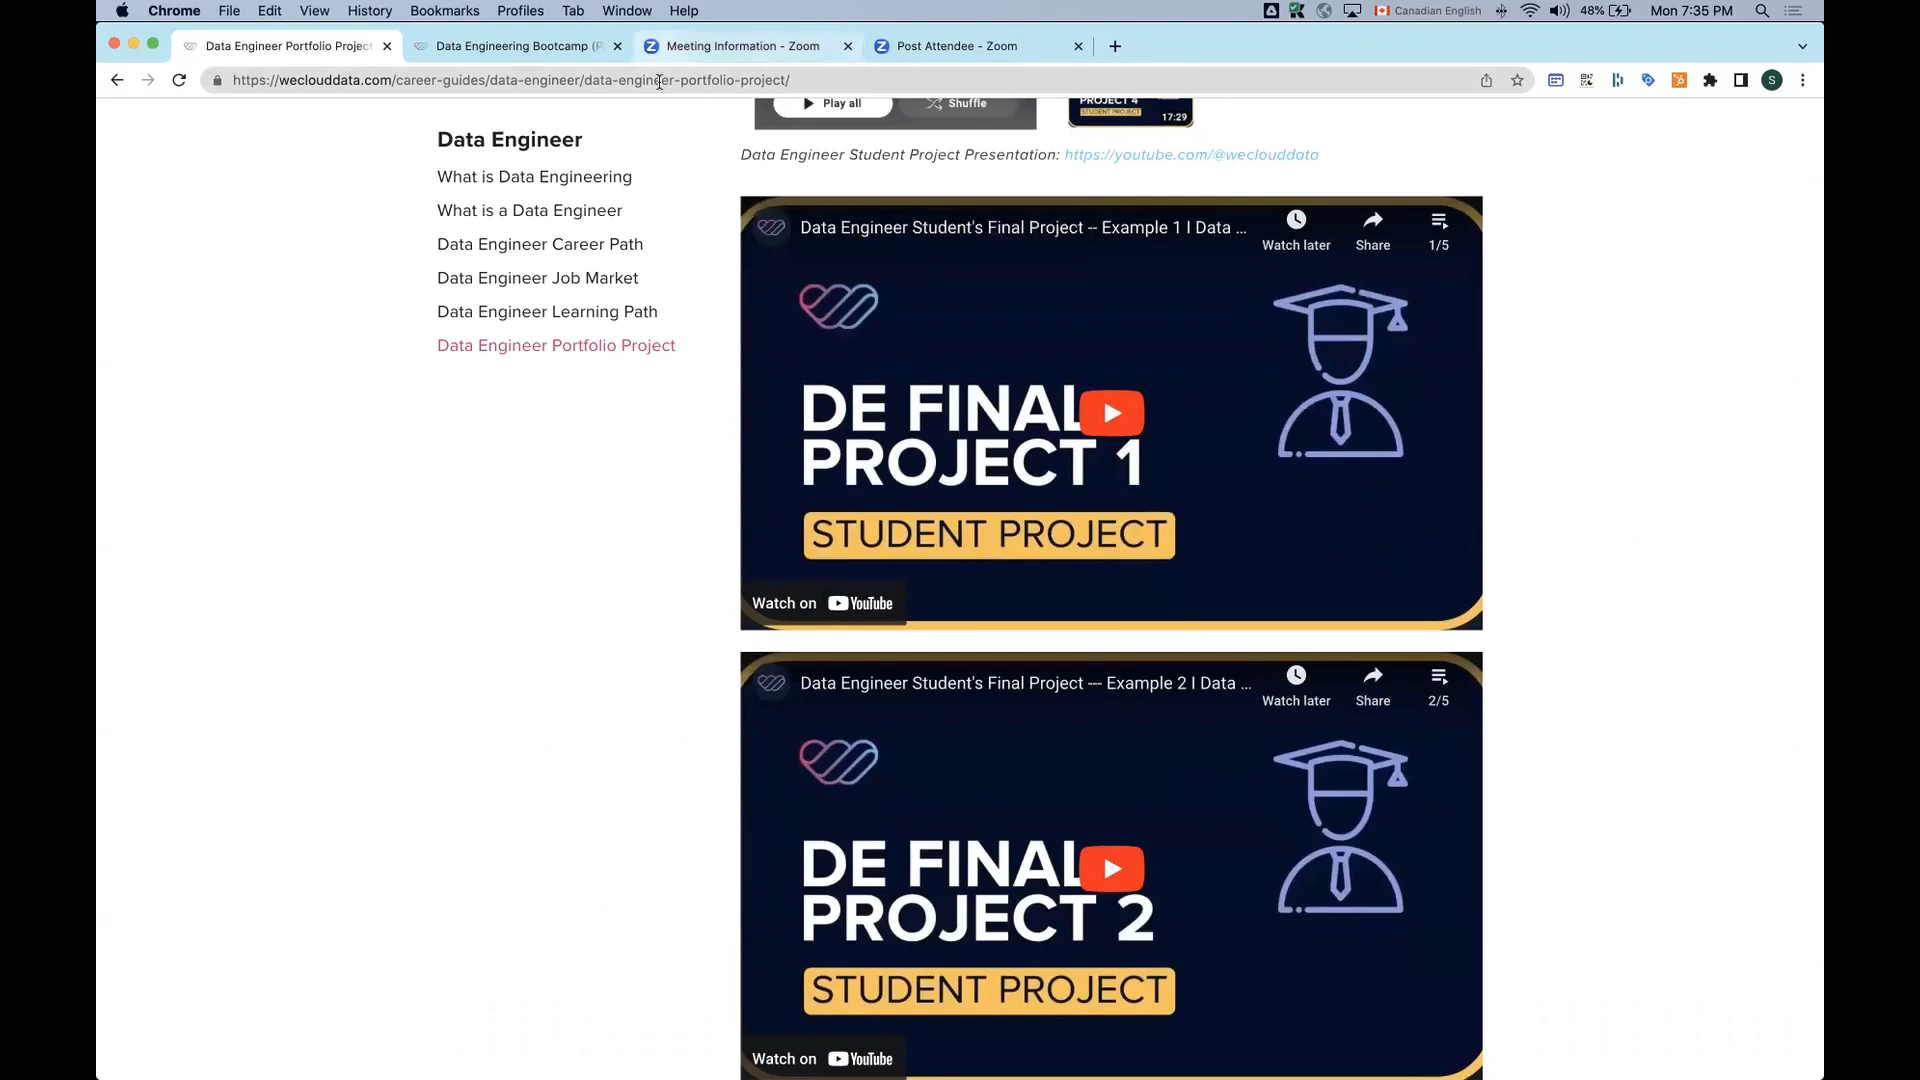 Chrome File Edit View History Bookmarks Profiles Tab Window Help Canadian English 48% Mon 7:35 PM
Data Engineer Portfolio Project Data Engineering Bootcamp (P Meeting Information - Zoom Post Attendee - Zoom
https://weclouddata.com/career-guides/data-engineer/data-engineer-portfolio-project/ S
Play all Shuffle
PROJECT 4
STUDENT PROJECT
17:29
Data Engineer
What is Data Engineering
What is a Data Engineer
Data Engineer Career Path
Data Engineer Job Market
Data Engineer Learning Path
Data Engineer Portfolio Project
Data Engineer Student Project Presentation: https://youtube.com/@weclouddata
Data Engineer Student's Final Project -- Example 1 I Data ...
Watch later Share 1/5
DE FINAL
PROJECT 1
STUDENT PROJECT
Watch on YouTube
Data Engineer Student's Final Project --- Example 2 I Data ...
Watch later Share 2/5
DE FINAL
PROJECT 2
STUDENT PROJECT
Watch on YouTube